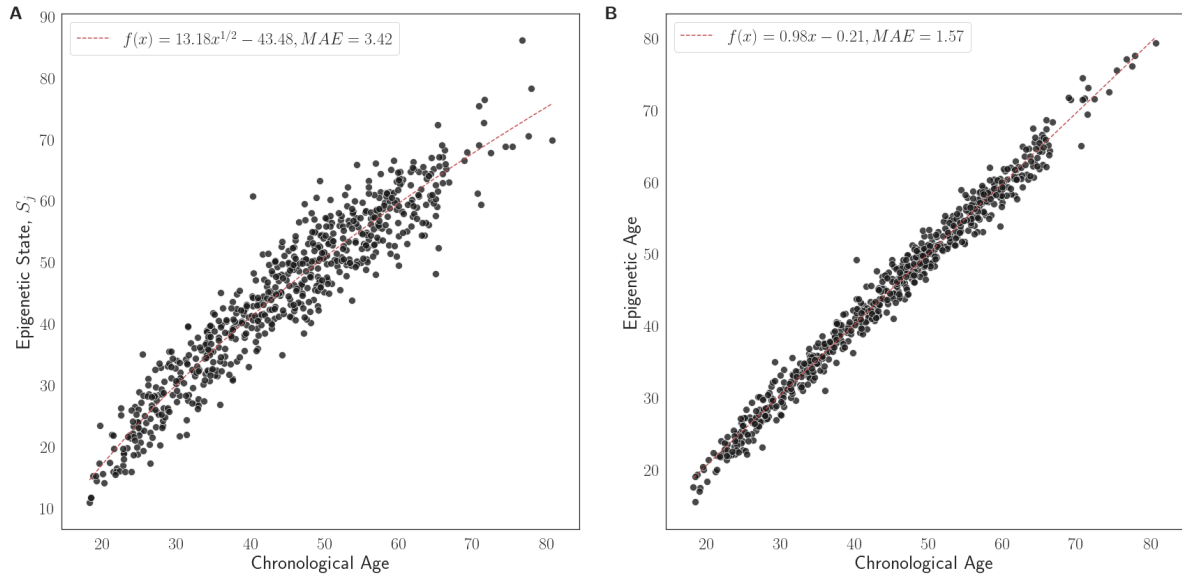 A
f(x) = 13.18x^{1/2} − 43.48, MAE = 3.42
90
80
70
60
50
40
30
20
10
Epigenetic State, S_j
20 30 40 50 60 70 80
Chronological Age
B
f(x) = 0.98x − 0.21, MAE = 1.57
80
70
60
50
40
30
20
Epigenetic Age
20 30 40 50 60 70 80
Chronological Age